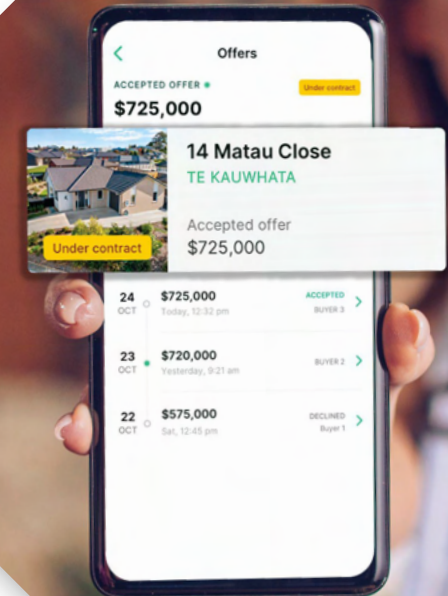 Offers
ACCEPTED OFFER
Under contract
$725,000
14 Matau Close
TE KAUWHATA
Under contract
Accepted offer
$725,000
24 OCT
$725,000
Today, 12:32 pm
ACCEPTED
BUYER 3
23 OCT
$720,000
Yesterday, 9:21 am
BUYER 2
22 OCT
$575,000
Sat, 12:45 pm
DECLINED
Buyer 1